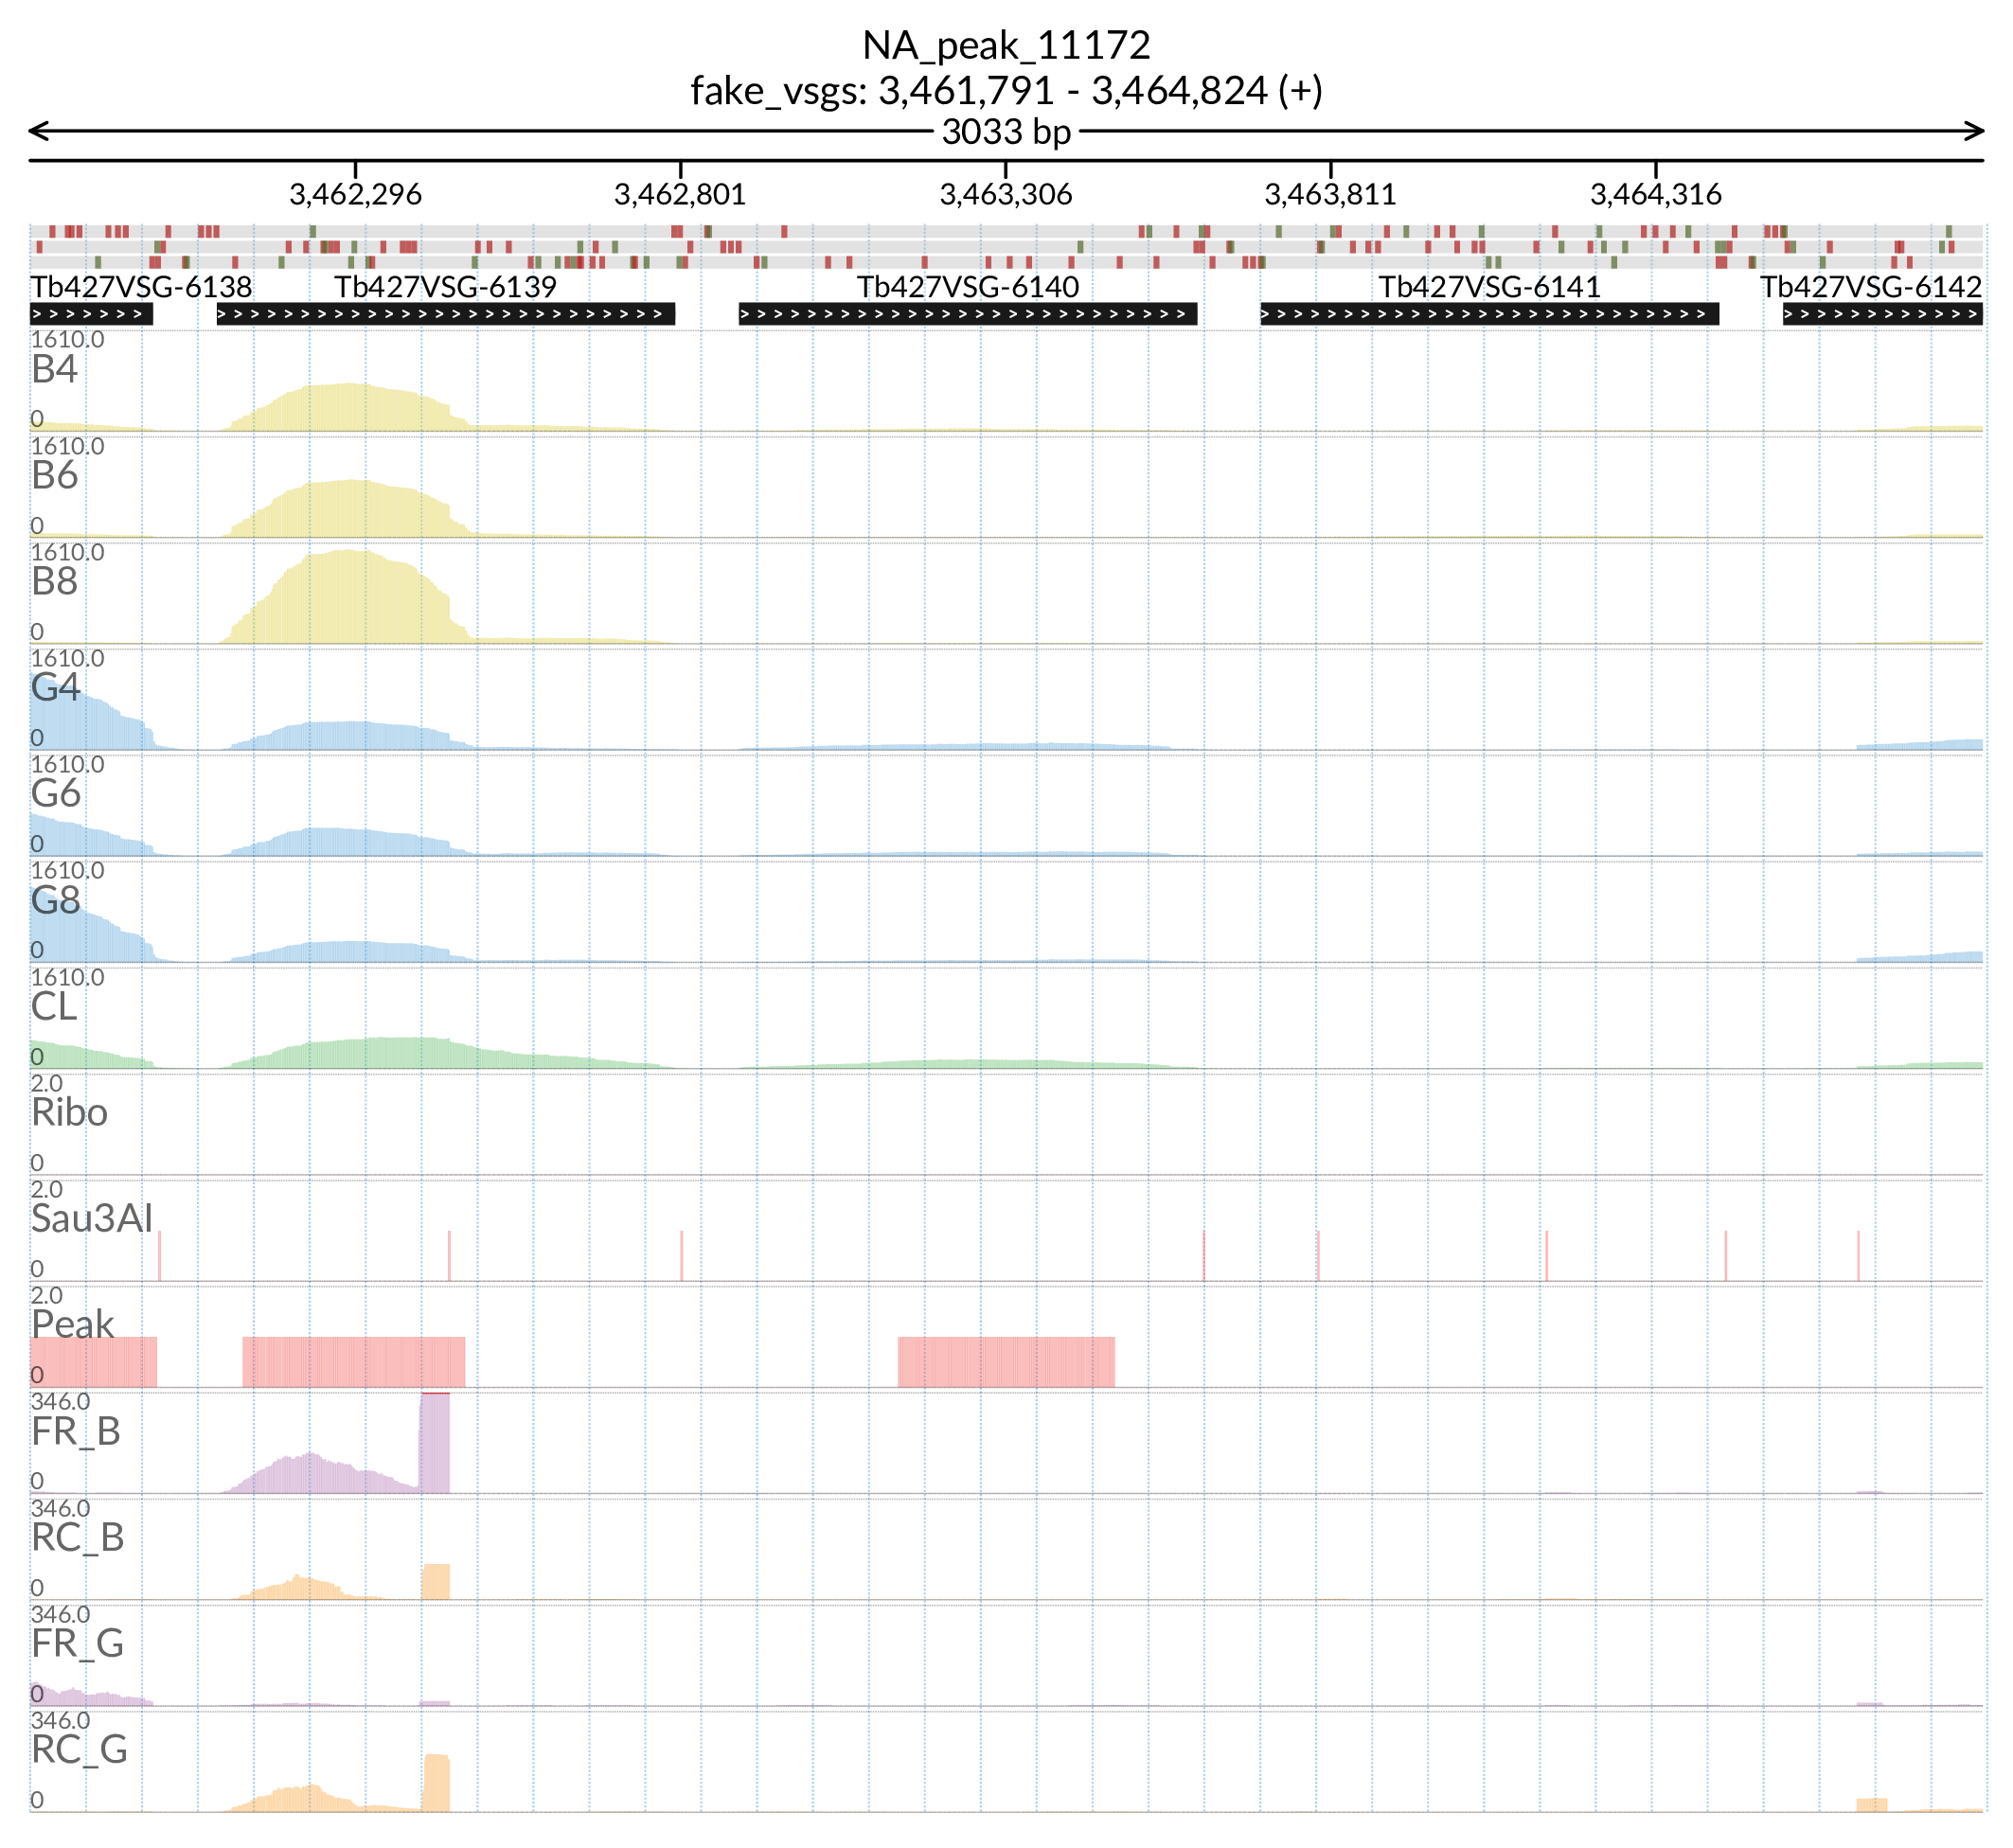 NA_peak_11172
fake_vsgs: 3,461,791 - 3,464,824 (+)
3033 bp
3,462,296 3,462,801 3,463,306 3,463,811 3,464,316
Tb427VSG-6138 Tb427VSG-6139 Tb427VSG-6140 Tb427VSG-6141 Tb427VSG-6142
1610.0
B4
0
1610.0
B6
0
1610.0
B8
0
1610.0
G4
0
1610.0
G6
0
1610.0
G8
0
1610.0
CL
0
2.0
Ribo
0
2.0
Sau3AI
0
2.0
Peak
0
346.0
FR_B
0
346.0
RC_B
0
346.0
FR_G
0
346.0
RC_G
0